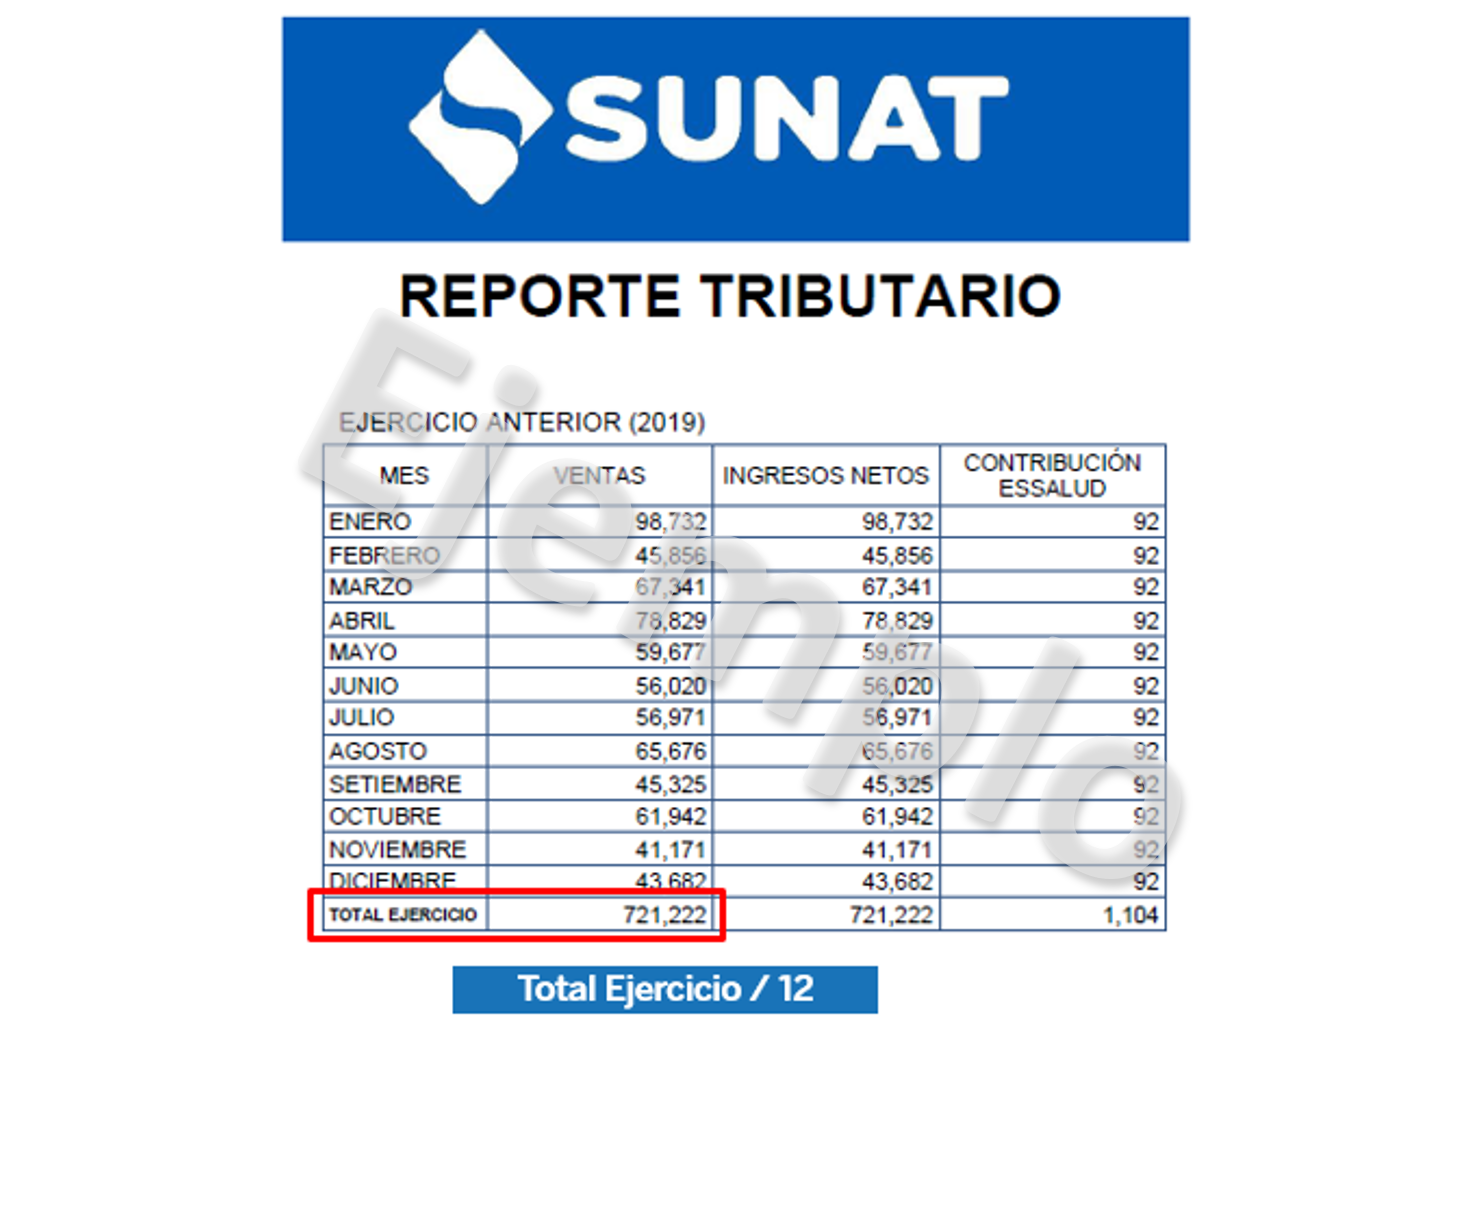 SUNAT
REPORTE TRIBUTARIO
EJERCICIO ANTERIOR (2019)
MES VENTAS INGRESOS NETOS CONTRIBUCIÓN ESSALUD
ENERO 98,732 98,732 92
FEBRERO 45,856 45,856 92
MARZO 67,341 67,341 92
ABRIL 78,829 78,829 92
MAYO 59,677 59,677 92
JUNIO 56,020 56,020 92
JULIO 56,971 56,971 92
AGOSTO 65,676 65,676 92
SETIEMBRE 45,325 45,325 92
OCTUBRE 61,942 61,942 92
NOVIEMBRE 41,171 41,171 92
DICIEMBRE 43,682 43,682 92
TOTAL EJERCICIO 721,222 721,222 1,104
Total Ejercicio / 12
Ejemplo